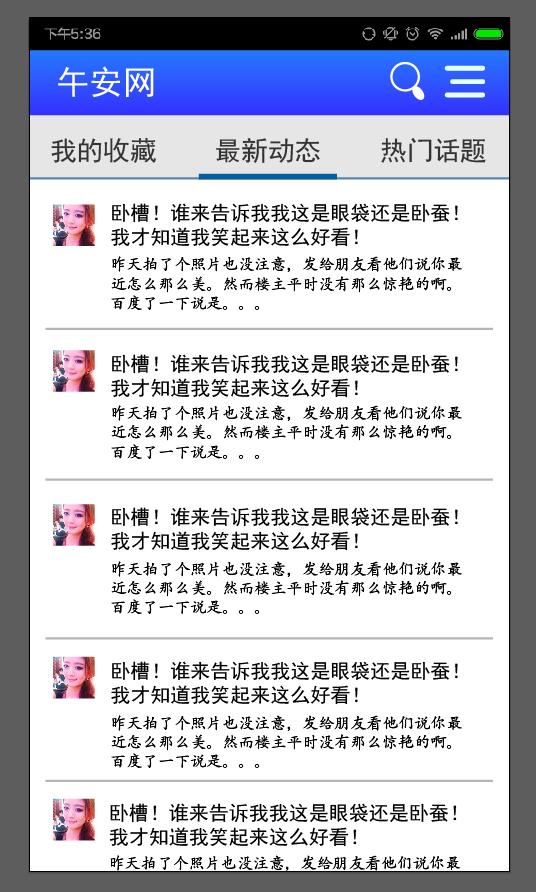 下午5:36
午安网
我的收藏 最新动态 热门话题
卧槽！谁来告诉我我这是眼袋还是卧蚕！
我才知道我笑起来这么好看！
昨天拍了个照片也没注意，发给朋友看他们说你最
近怎么那么美。然而楼主平时没有那么惊艳的啊。
百度了一下说是。。。
卧槽！谁来告诉我我这是眼袋还是卧蚕！
我才知道我笑起来这么好看！
昨天拍了个照片也没注意，发给朋友看他们说你最
近怎么那么美。然而楼主平时没有那么惊艳的啊。
百度了一下说是。。。
卧槽！谁来告诉我我这是眼袋还是卧蚕！
我才知道我笑起来这么好看！
昨天拍了个照片也没注意，发给朋友看他们说你最
近怎么那么美。然而楼主平时没有那么惊艳的啊。
百度了一下说是。。。
卧槽！谁来告诉我我这是眼袋还是卧蚕！
我才知道我笑起来这么好看！
昨天拍了个照片也没注意，发给朋友看他们说你最
近怎么那么美。然而楼主平时没有那么惊艳的啊。
百度了一下说是。。。
卧槽！谁来告诉我我这是眼袋还是卧蚕！
我才知道我笑起来这么好看！
昨天拍了个照片也没注意，发给朋友看他们说你最